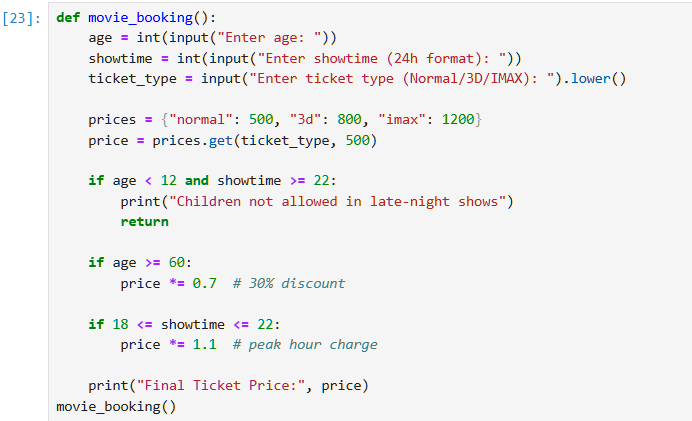 [23]: def movie_booking():
    age = int(input("Enter age: "))
    showtime = int(input("Enter showtime (24h format): "))
    ticket_type = input("Enter ticket type (Normal/3D/IMAX): ").lower()

    prices = {"normal": 500, "3d": 800, "imax": 1200}
    price = prices.get(ticket_type, 500)

    if age < 12 and showtime >= 22:
        print("Children not allowed in late-night shows")
        return

    if age >= 60:
        price *= 0.7  # 30% discount

    if 18 <= showtime <= 22:
        price *= 1.1  # peak hour charge

    print("Final Ticket Price:", price)
movie_booking()